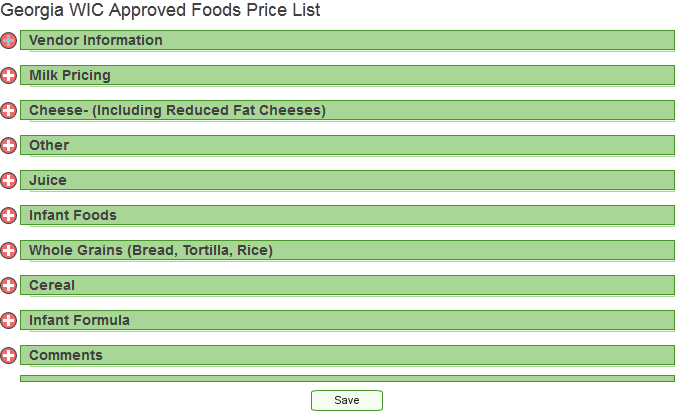 Georgia WIC Approved Foods Price List
Vendor Information
Milk Pricing
Cheese- (Including Reduced Fat Cheeses)
Other
Juice
Infant Foods
Whole Grains (Bread, Tortilla, Rice)
Cereal
Infant Formula
Comments
Save